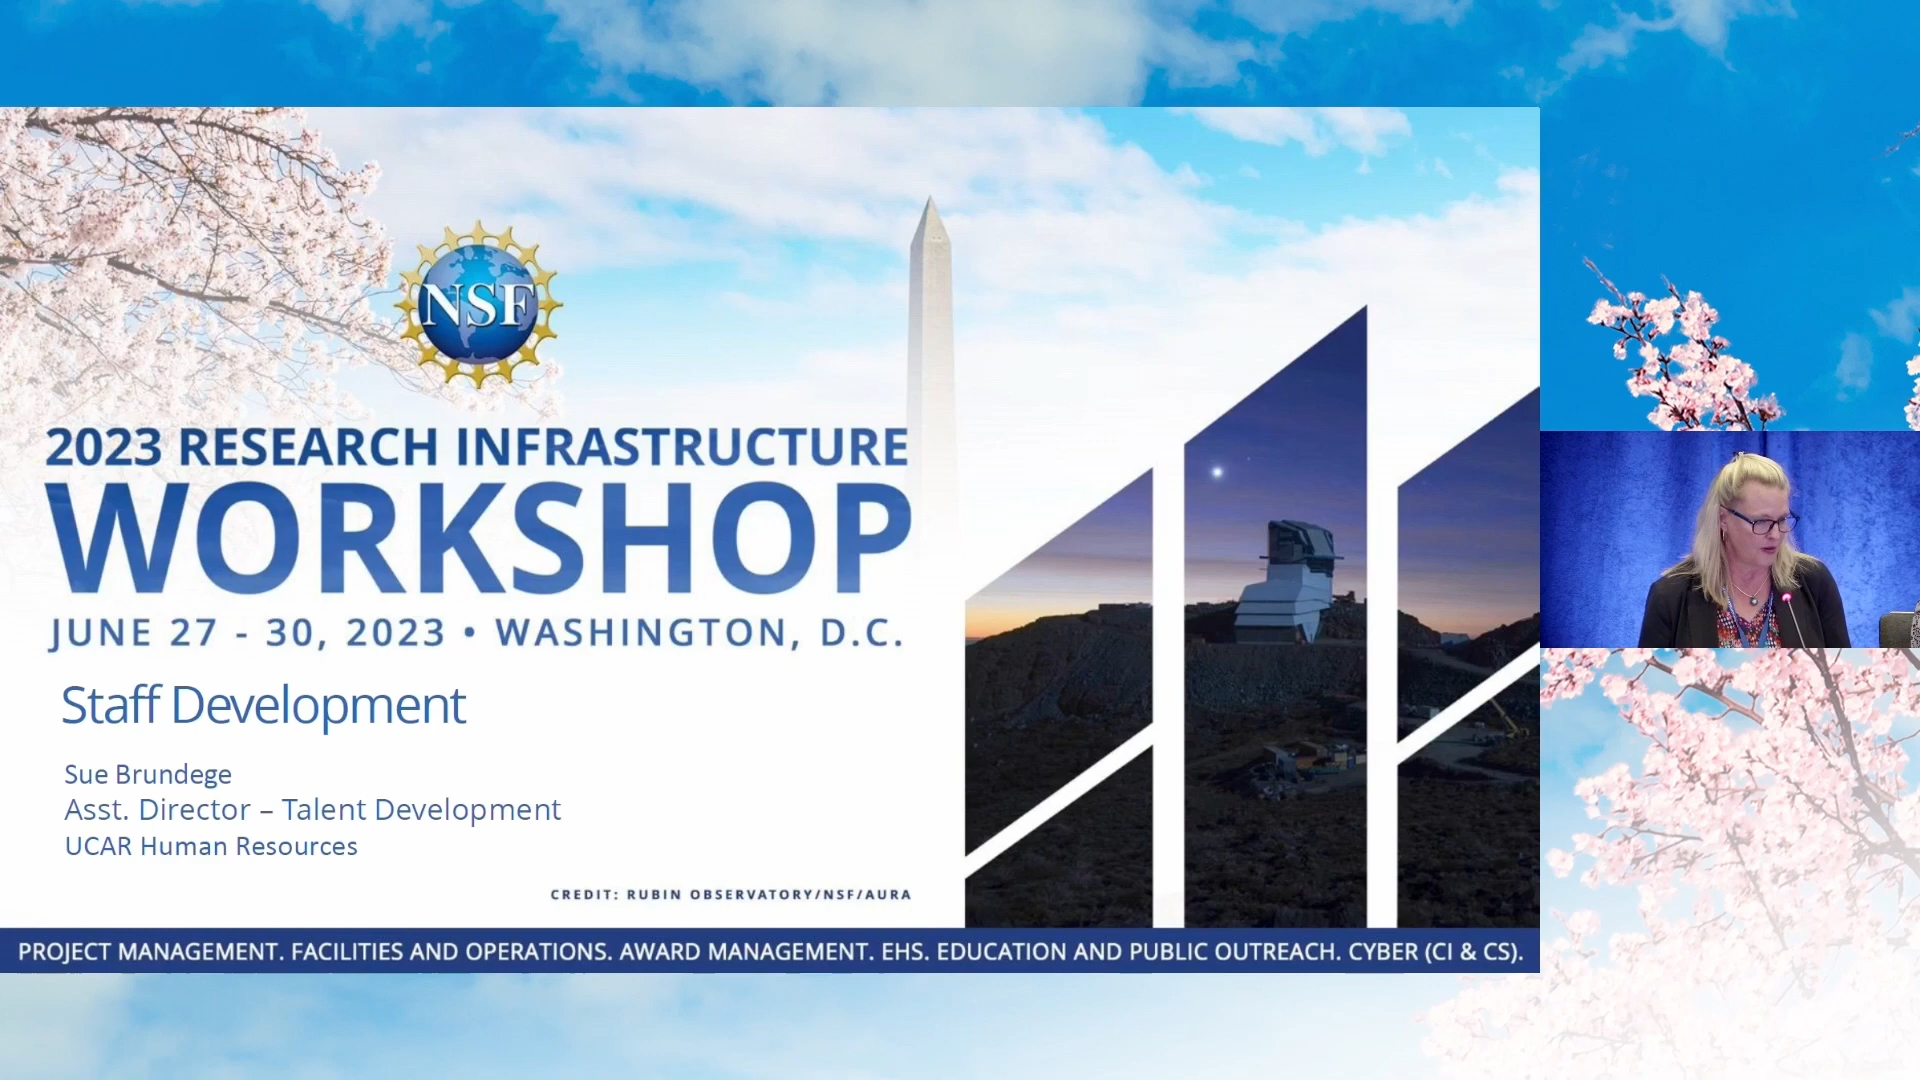 NSF
2023 RESEARCH INFRASTRUCTURE
WORKSHOP
JUNE 27 - 30, 2023 • WASHINGTON, D.C.
Staff Development
Sue Brundege
Asst. Director – Talent Development
UCAR Human Resources
CREDIT: RUBIN OBSERVATORY/NSF/AURA
PROJECT MANAGEMENT. FACILITIES AND OPERATIONS. AWARD MANAGEMENT. EHS. EDUCATION AND PUBLIC OUTREACH. CYBER (CI & CS).